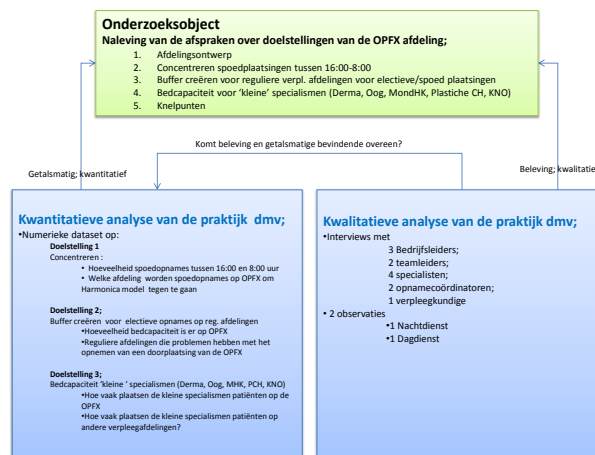 Onderzoeksobject
Naleving van de afspraken over doelstellingen van de OPFX afdeling;
1. Afdelingsontwerp
2. Concentreren spoedplaatsingen tussen 16:00-8:00
3. Buffer creëren voor reguliere verpl. afdelingen voor electieve/spoed plaatsingen
4. Bedcapaciteit voor 'kleine' specialismen (Derma, Oog, MondHK, Plastiche CH, KNO)
5. Knelpunten
Komt beleving en getalsmatige bevindende overeen?
Getalsmatig; kwantitatief
Beleving; kwalitatie
Kwantitatieve analyse van de praktijk dmv;
•Numerieke dataset op:
Doelstelling 1
Concentreren :
• Hoeveelheid spoedopnames tussen 16:00 en 8:00 uur
• Welke afdeling worden spoedopnames op OPFX om
Harmonica model tegen te gaan
Doelstelling 2;
Buffer creëren voor electieve opnames op reg. afdelingen
•Hoeveelheid bedcapaciteit is er op OPFX
•Reguliere afdelingen die problemen hebben met het
opnemen van een doorplaatsing van de OPFX
Doelstelling 3;
Bedcapaciteit 'kleine ' specialismen (Derma, Oog, MHK, PCH, KNO)
•Hoe vaak plaatsen de kleine specialismen patiënten op de
OPFX
•Hoe vaak plaatsen de kleine specialismen patiënten op
andere verpleegafdelingen?
Kwalitatieve analyse van de praktijk dmv;
•Interviews met
3 Bedrijfsleiders;
2 teamleiders;
4 specialisten;
2 opnamecoördinatoren;
1 verpleegkundige
• 2 observaties
•1 Nachtdienst
•1 Dagdienst